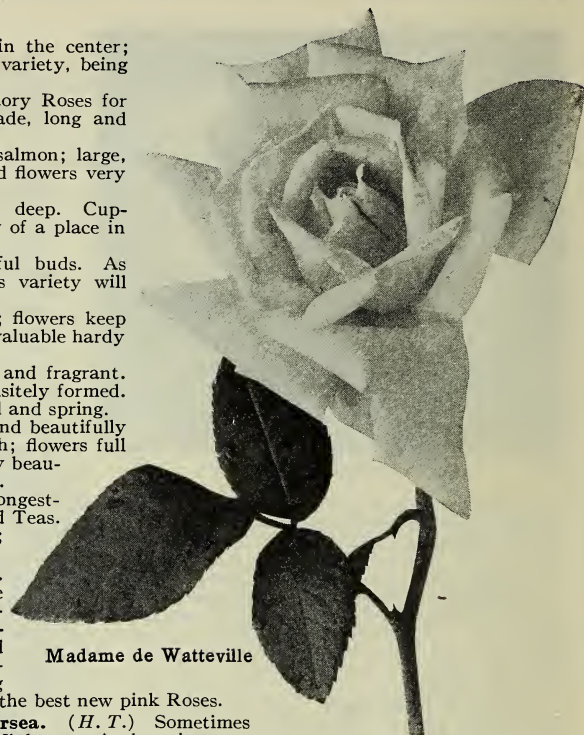 in the center;
variety, being
ory Roses for
ade, long and
salmon; large,
d flowers very
deep. Cup-
of a place in
ful buds. As
s variety will
; flowers keep
valuable hardy
and fragrant.
sitely formed.
l and spring.
nd beautifully
h; flowers full
y beau-
ongest-
d Teas.
;
Madame de Watteville
the best new pink Roses.
rsea. (H. T.) Sometimes